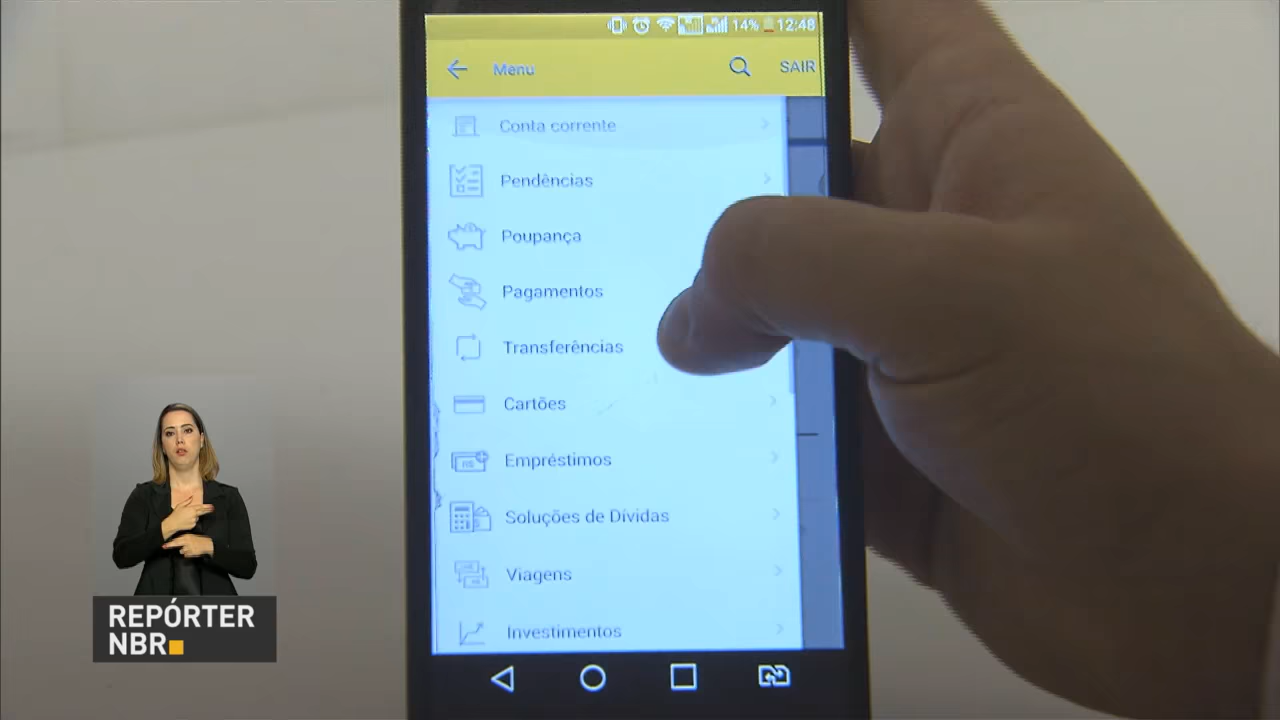 14% 12:48
Menu SAIR
Conta corrente
Pendências
Poupança
Pagamentos
Transferências
Cartões
Empréstimos
Soluções de Dívidas
Viagens
Investimentos
REPÓRTER
NBR